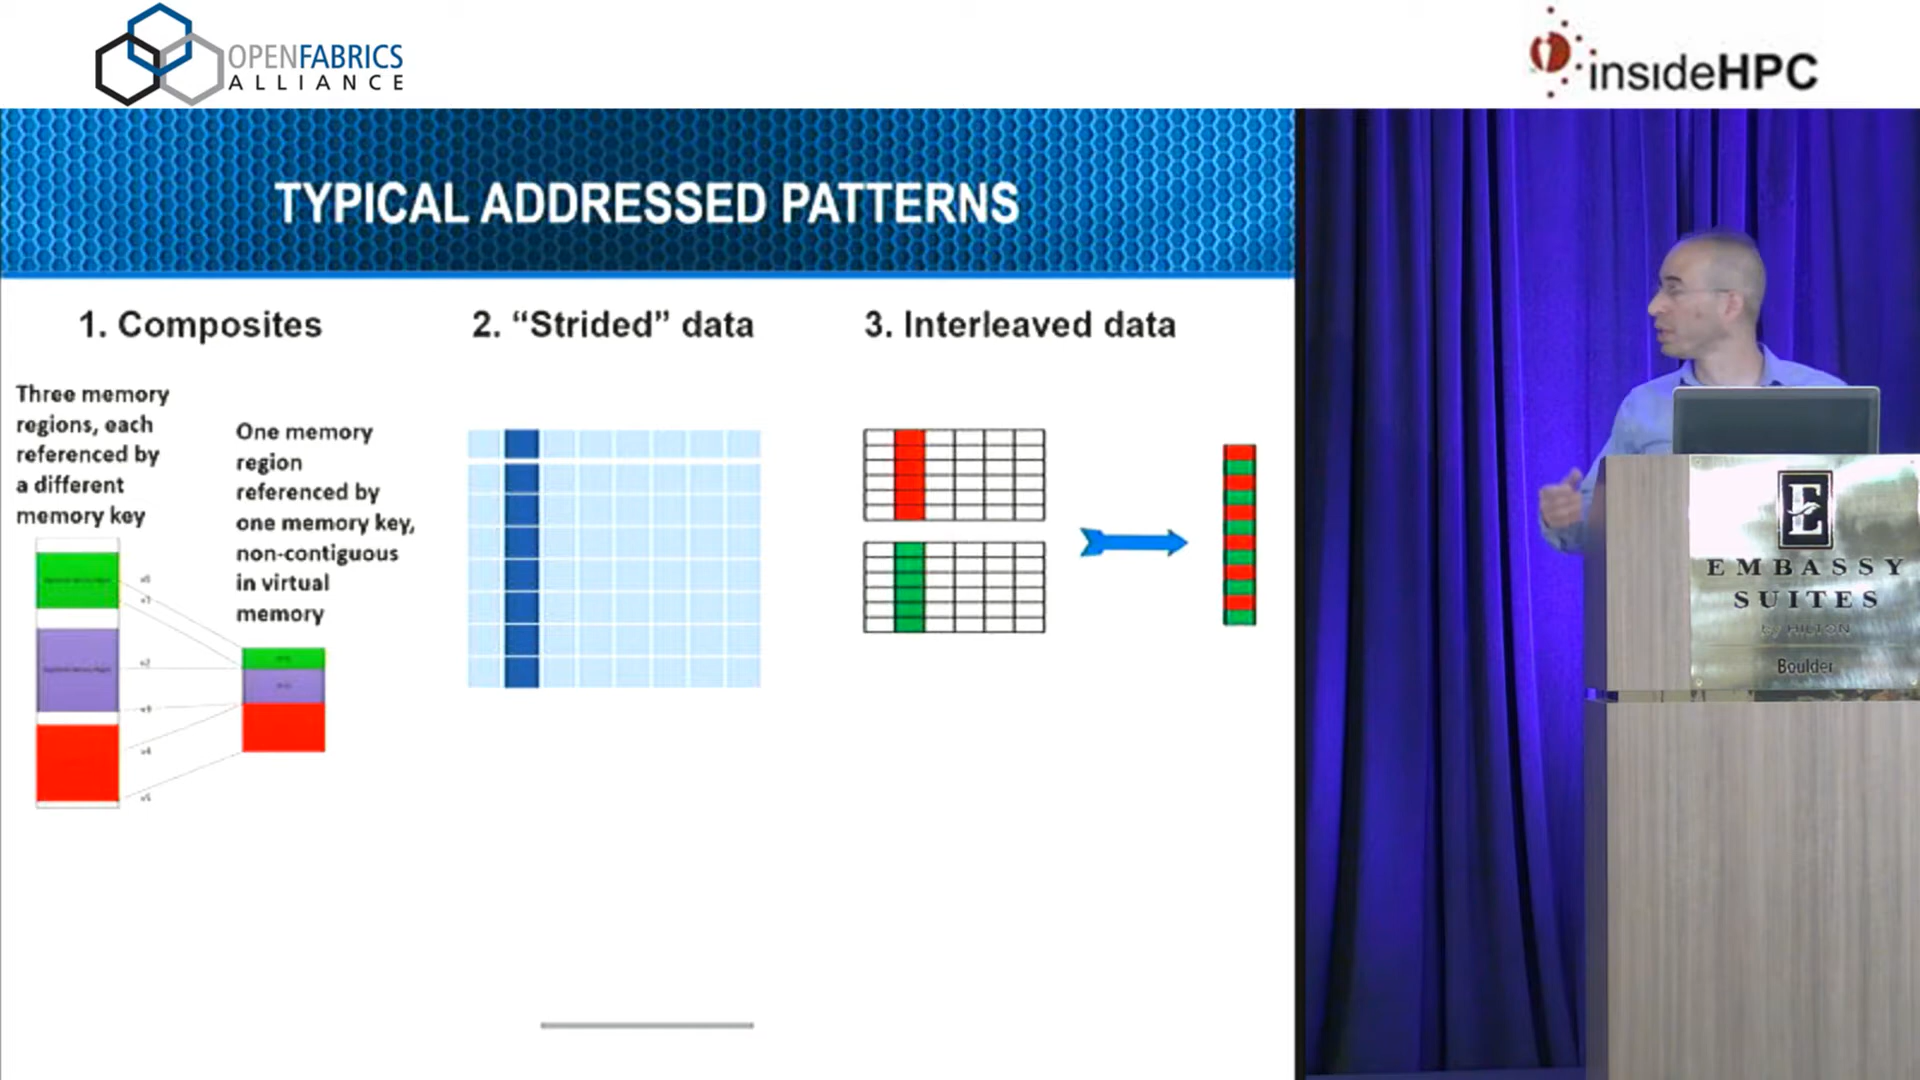 OPENFABRICS
ALLIANCE
insideHPC
TYPICAL ADDRESSED PATTERNS
1. Composites
2. “Strided” data
3. Interleaved data
Three memory
regions, each
referenced by
a different
memory key
One memory
region
referenced by
one memory key,
non-contiguous
in virtual
memory
E
EMBASSY
SUITES
by HILTON
Boulder